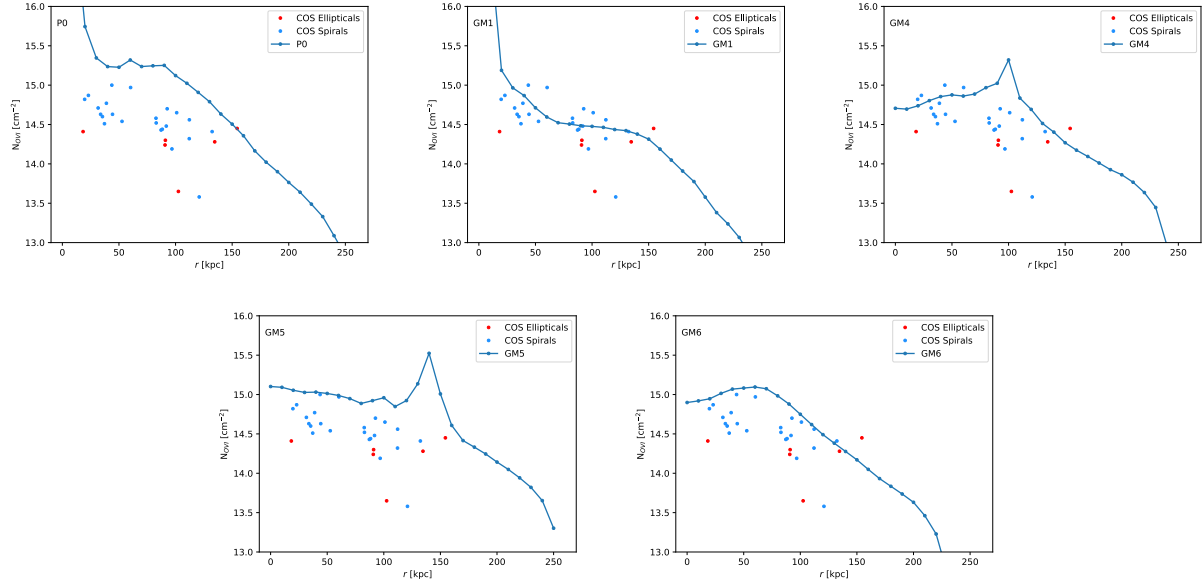 P0
COS Ellipticals
COS Spirals
P0
16.0
15.5
15.0
14.5
14.0
13.5
13.0
N_OVI [cm⁻²]
0 50 100 150 200 250
r [kpc]
GM1
COS Ellipticals
COS Spirals
GM1
16.0
15.5
15.0
14.5
14.0
13.5
13.0
N_OVI [cm⁻²]
0 50 100 150 200 250
r [kpc]
GM4
COS Ellipticals
COS Spirals
GM4
16.0
15.5
15.0
14.5
14.0
13.5
13.0
N_OVI [cm⁻²]
0 50 100 150 200 250
r [kpc]
GM5
COS Ellipticals
COS Spirals
GM5
16.0
15.5
15.0
14.5
14.0
13.5
13.0
N_OVI [cm⁻²]
0 50 100 150 200 250
r [kpc]
GM6
COS Ellipticals
COS Spirals
GM6
16.0
15.5
15.0
14.5
14.0
13.5
13.0
N_OVI [cm⁻²]
0 50 100 150 200 250
r [kpc]